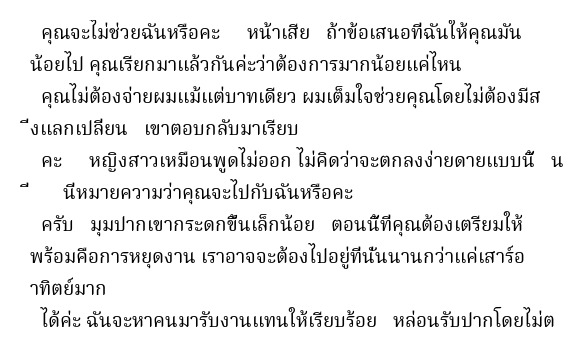 คุณจะไม่ช่วยฉันหรือคะ หน้าเสีย ถ้าข้อเสนอที่ฉันให้คุณมัน
น้อยไป คุณเรียกมาแล้วกันค่ะว่าต้องการมากน้อยแค่ไหน
คุณไม่ต้องจ่ายผมแม้แต่บาทเดียว ผมเต็มใจช่วยคุณโดยไม่ต้องมีส
ิ่งแลกเปลี่ยน เขาตอบกลับมาเรียบ
คะ หญิงสาวเหมือนพูดไม่ออก ไม่คิดว่าจะตกลงง่ายดายแบบนี้ น
ี่ นี่หมายความว่าคุณจะไปกับฉันหรือคะ
ครับ มุมปากเขากระดกขึ้นเล็กน้อย ตอนนี้ที่คุณต้องเตรียมให้
พร้อมคือการหยุดงาน เราอาจจะต้องไปอยู่ที่นั่นนานกว่าแค่เสาร์อ
าทิตย์มาก
ได้ค่ะ ฉันจะหาคนมารับงานแทนให้เรียบร้อย หล่อนรับปากโดยไม่ต